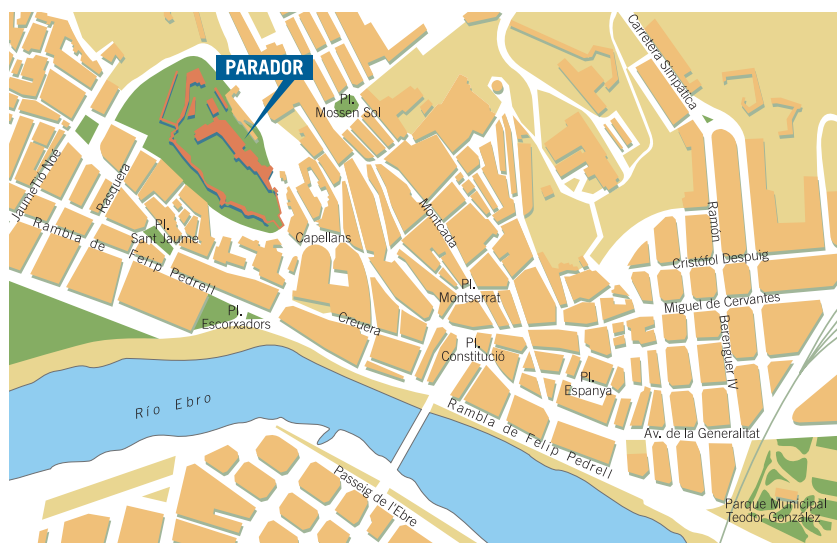 PARADOR
Pl.
Mossen Sol
Carretera Simpática
Jaume Tió Noé
Rasquera
Rambla de Felip Pedrell
Pl.
Sant Jaume
Capellans
Montcada
Ramón
Berenguer IV
Cristófol Despuig
Miguel de Cervantes
Pl.
Montserrat
Pl.
Escorxadors
Creuera
Pl.
Constitució
Pl.
Espanya
Río Ebro
Rambla de Felip Pedrell
Av. de la Generalitat
Passeig de l'Ebre
Parque Municipal
Teodor González